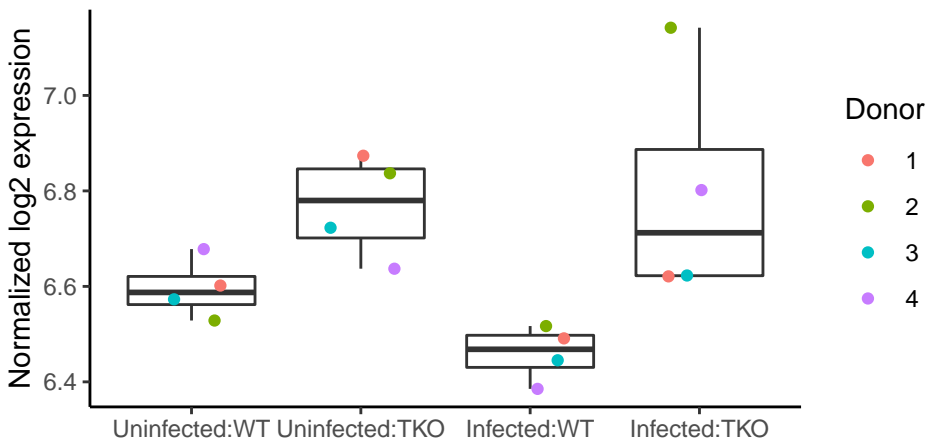 Normalized log2 expression
7.0
6.8
6.6
6.4
Uninfected:WT Uninfected:TKO Infected:WT Infected:TKO
Donor
1
2
3
4